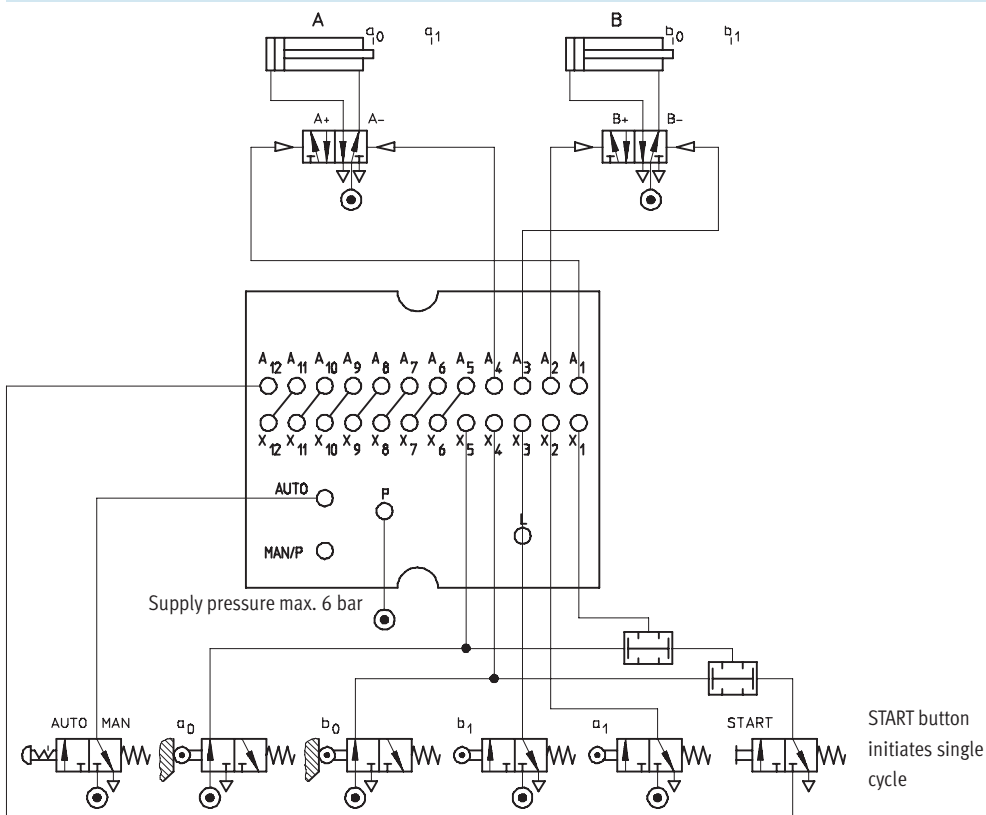 A B
a0 a1 b0 b1
A+ A- B+ B-
A12 A11 A10 A9 A8 A7 A6 A5 A4 A3 A2 A1
X12 X11 X10 X9 X8 X7 X6 X5 X4 X3 X2 X1
AUTO P L
MAN/P
Supply pressure max. 6 bar
AUTO MAN a0 b0 b1 a1 START
START button
initiates single
cycle